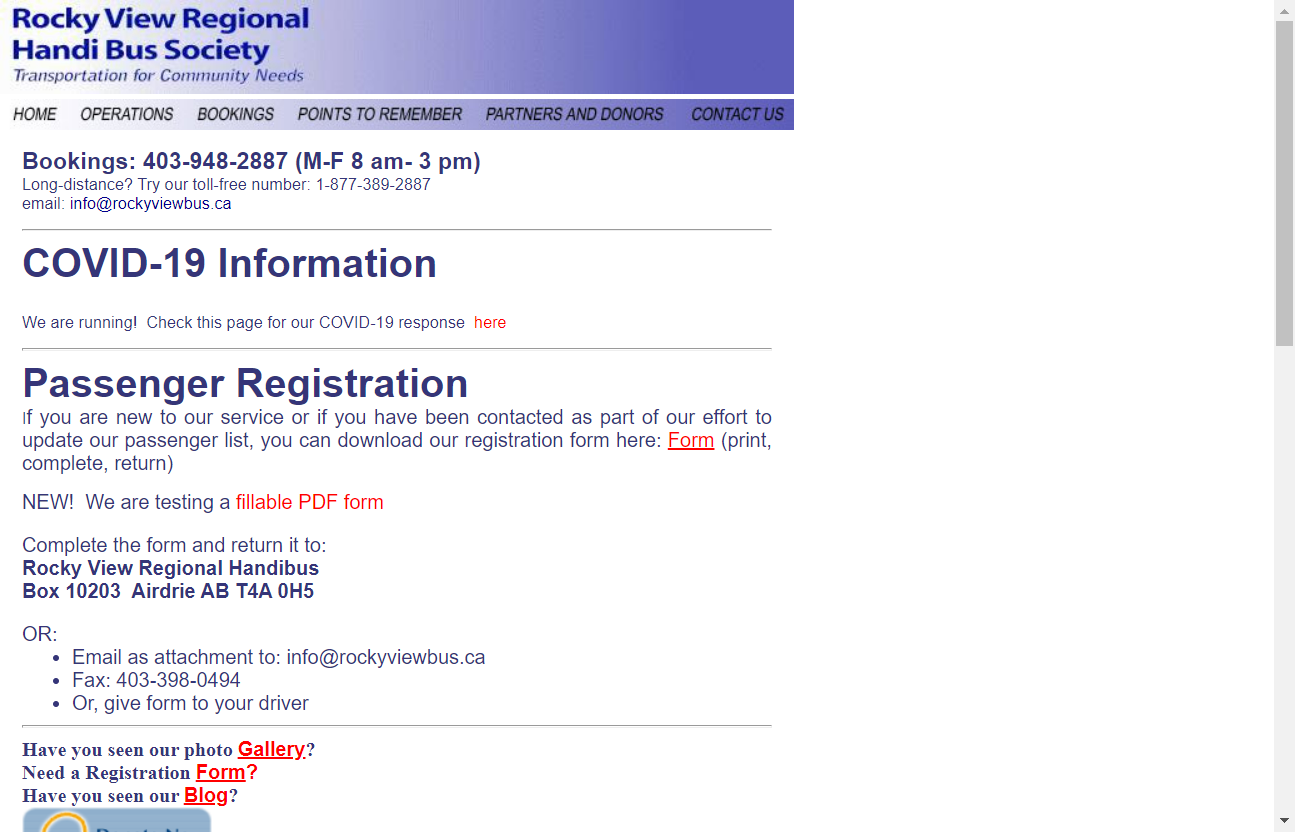 Rocky View Regional
Handi Bus Society
Transportation for Community Needs
HOME OPERATIONS BOOKINGS POINTS TO REMEMBER PARTNERS AND DONORS CONTACT US
Bookings: 403-948-2887 (M-F 8 am- 3 pm)
Long-distance? Try our toll-free number: 1-877-389-2887
email: info@rockyviewbus.ca
COVID-19 Information
We are running!  Check this page for our COVID-19 response  here
Passenger Registration
If you are new to our service or if you have been contacted as part of our effort to
update our passenger list, you can download our registration form here: Form (print,
complete, return)
NEW!  We are testing a fillable PDF form
Complete the form and return it to:
Rocky View Regional Handibus
Box 10203  Airdrie AB T4A 0H5
OR:
• Email as attachment to: info@rockyviewbus.ca
• Fax: 403-398-0494
• Or, give form to your driver
Have you seen our photo Gallery?
Need a Registration Form?
Have you seen our Blog?